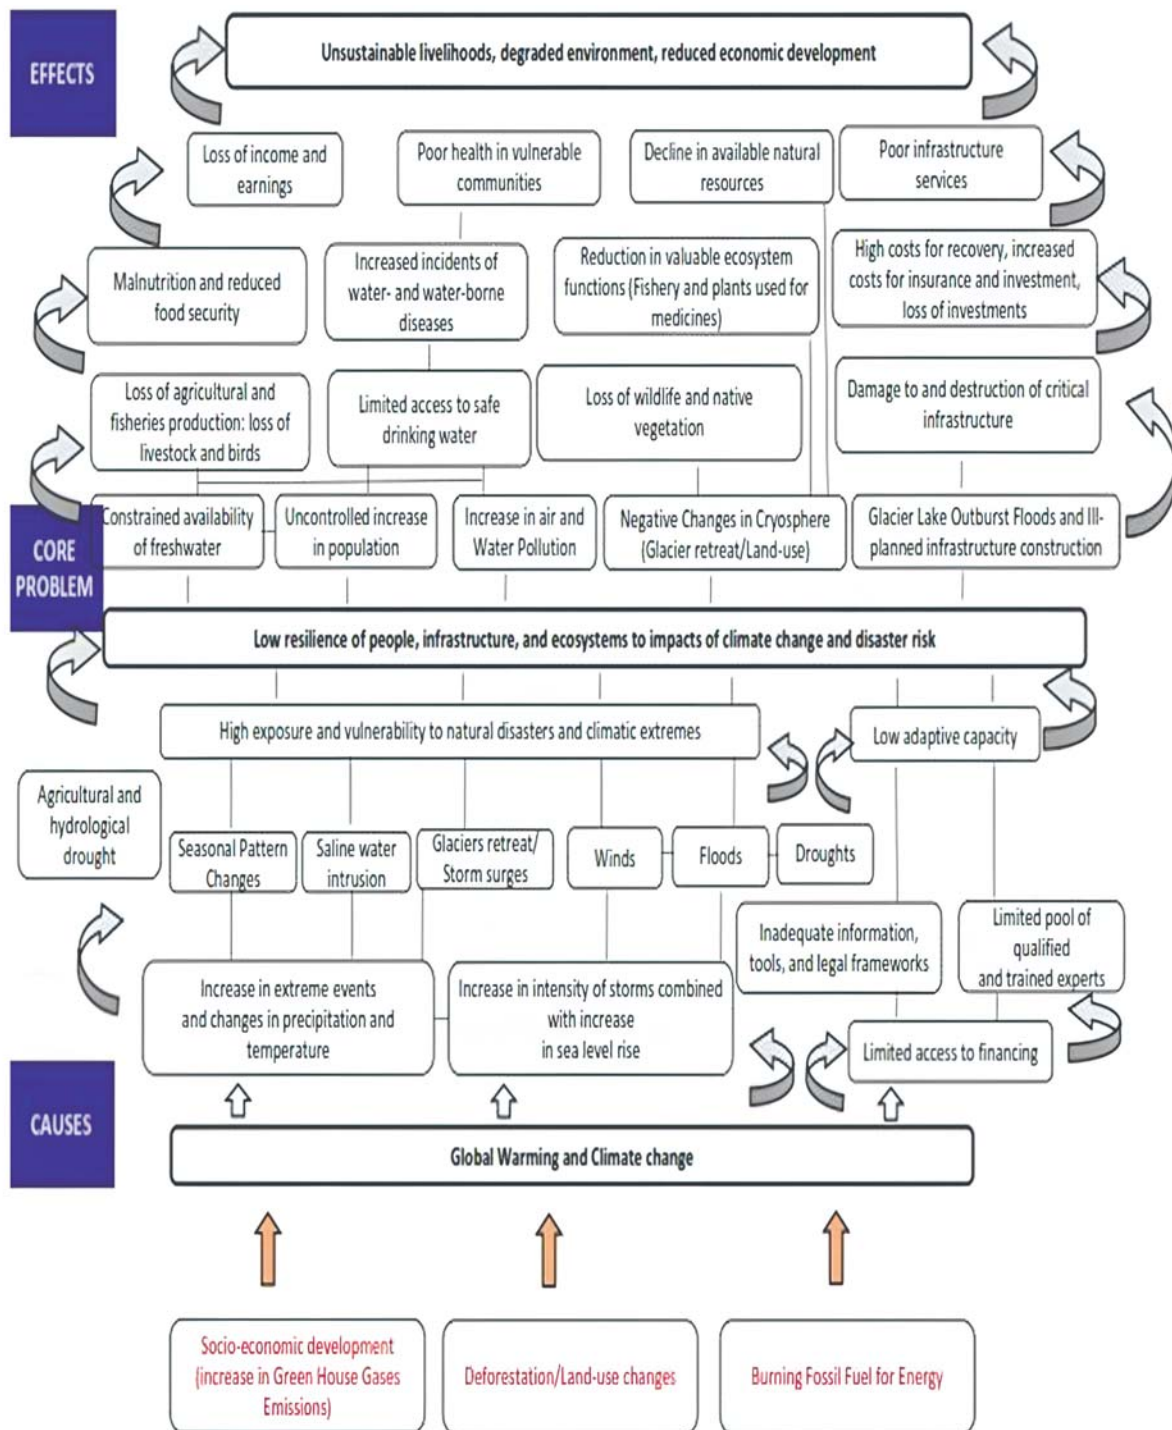 EFFECTS
Unsustainable livelihoods, degraded environment, reduced economic development
Loss of income and
earnings
Poor health in vulnerable
communities
Decline in available natural
resources
Poor infrastructure
services
Malnutrition and reduced
food security
Increased incidents of
water- and water-borne
diseases
Reduction in valuable ecosystem
functions (Fishery and plants used for
medicines)
High costs for recovery, increased
costs for insurance and investment,
loss of investments
Loss of agricultural and
fisheries production: loss of
livestock and birds
Limited access to safe
drinking water
Loss of wildlife and native
vegetation
Damage to and destruction of critical
infrastructure
CORE
PROBLEM
Constrained availability
of freshwater
Uncontrolled increase
in population
Increase in air and
Water Pollution
Negative Changes in Cryosphere
(Glacier retreat/Land-use)
Glacier Lake Outburst Floods and Ill-
planned infrastructure construction
Low resilience of people, infrastructure, and ecosystems to impacts of climate change and disaster risk
High exposure and vulnerability to natural disasters and climatic extremes
Low adaptive capacity
Agricultural and
hydrological
drought
Seasonal Pattern
Changes
Saline water
intrusion
Glaciers retreat/
Storm surges
Winds
Floods
Droughts
Inadequate information,
tools, and legal frameworks
Limited pool of
qualified
and trained experts
Increase in extreme events
and changes in precipitation and
temperature
Increase in intensity of storms combined
with increase
in sea level rise
Limited access to financing
CAUSES
Global Warming and Climate change
Socio-economic development
(increase in Green House Gases
Emissions)
Deforestation/Land-use changes
Burning Fossil Fuel for Energy